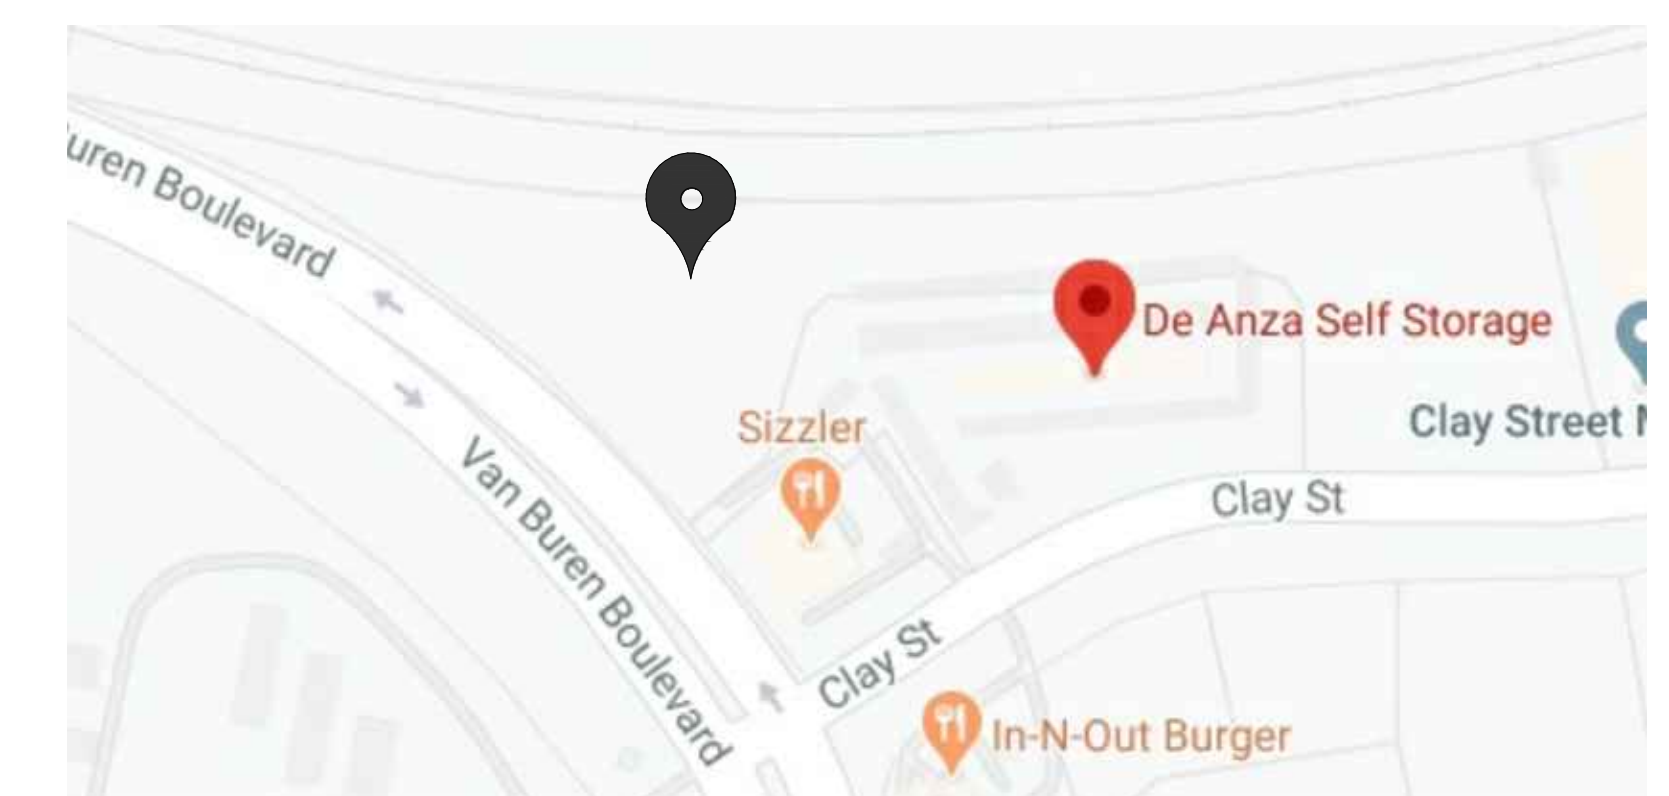 uren Boulevard
De Anza Self Storage
Sizzler
Clay Street
Van Buren Boulevard
Clay St
Clay St
In-N-Out Burger